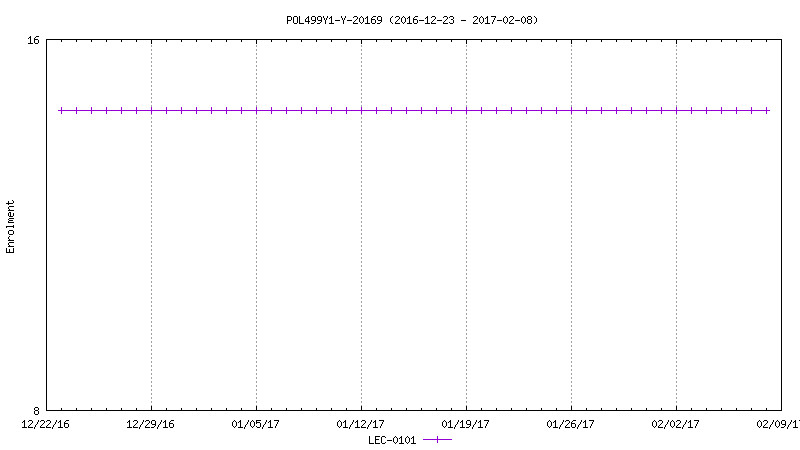 POL499Y1-Y-20169 (2016-12-23 - 2017-02-08)
16
Enrolment
8
12/22/16 12/29/16 01/05/17 01/12/17 01/19/17 01/26/17 02/02/17 02/09/1
LEC-0101